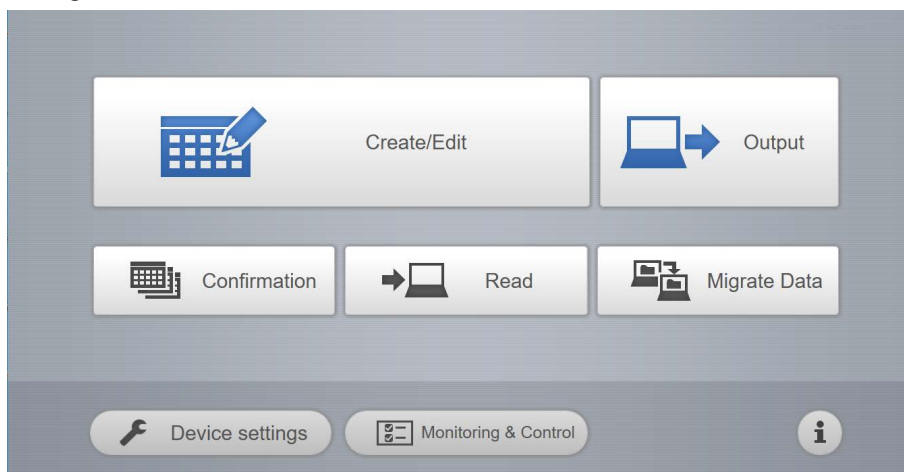 Create/Edit
Output
Confirmation
Read
Migrate Data
Device settings
Monitoring & Control